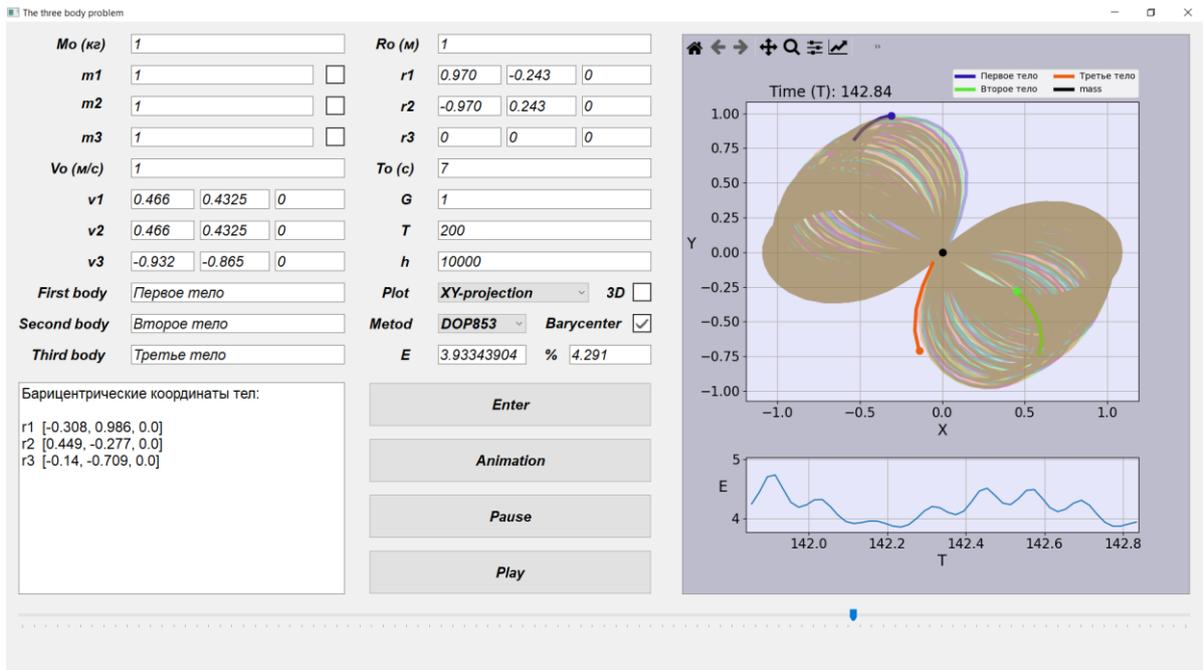 The three body problem
Mo (кг) 1 Ro (м) 1
m1 1 r1 0.970 -0.243 0
m2 1 r2 -0.970 0.243 0
m3 1 r3 0 0 0
Vo (м/с) 1 To (с) 7
v1 0.466 0.4325 0 G 1
v2 0.466 0.4325 0 T 200
v3 -0.932 -0.865 0 h 10000
First body Первое тело Plot XY-projection 3D
Second body Второе тело Metod DOP853 Barycenter
Third body Третье тело E 3.93343904 % 4.291
Барицентрические координаты тел:
r1 [-0.308, 0.986, 0.0]
r2 [0.449, -0.277, 0.0]
r3 [-0.14, -0.709, 0.0]
Enter
Animation
Pause
Play
»
Первое тело Третье тело
Второе тело mass
Time (T): 142.84
1.00
0.75
0.50
0.25
Y 0.00
−0.25
−0.50
−0.75
−1.00
−1.0 −0.5 0.0 0.5 1.0
X
5
E
4
142.0 142.2 142.4 142.6 142.8
T